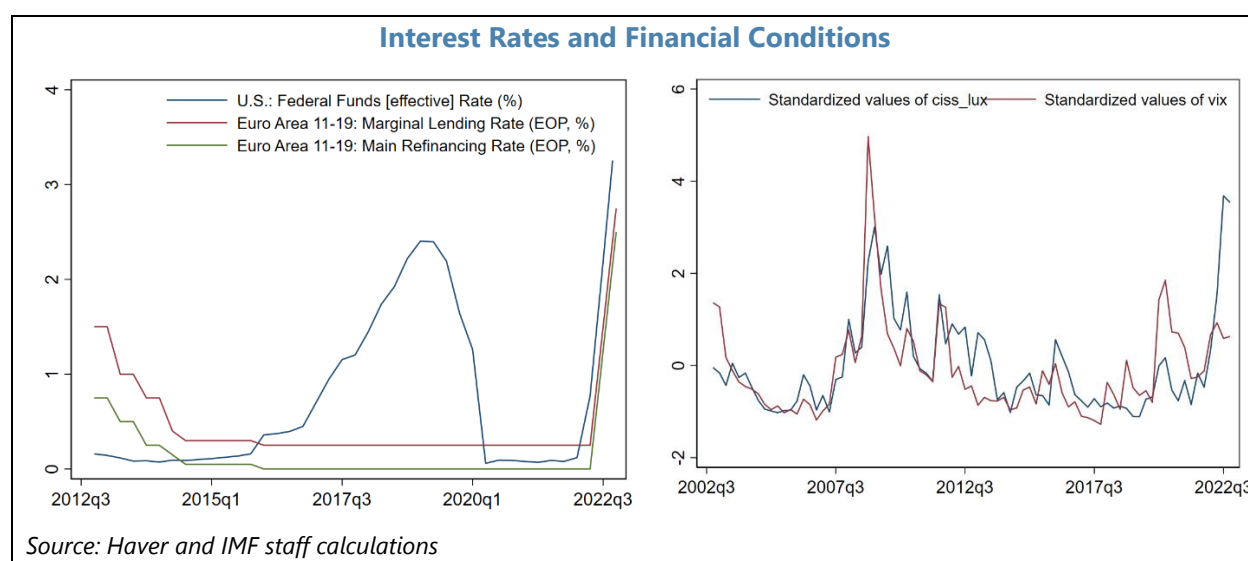 Interest Rates and Financial Conditions
4
3
2
1
0
U.S.: Federal Funds [effective] Rate (%)
Euro Area 11-19: Marginal Lending Rate (EOP, %)
Euro Area 11-19: Main Refinancing Rate (EOP, %)
2012q3 2015q1 2017q3 2020q1 2022q3
6
4
2
0
-2
Standardized values of ciss_lux Standardized values of vix
2002q3 2007q3 2012q3 2017q3 2022q3
Source: Haver and IMF staff calculations